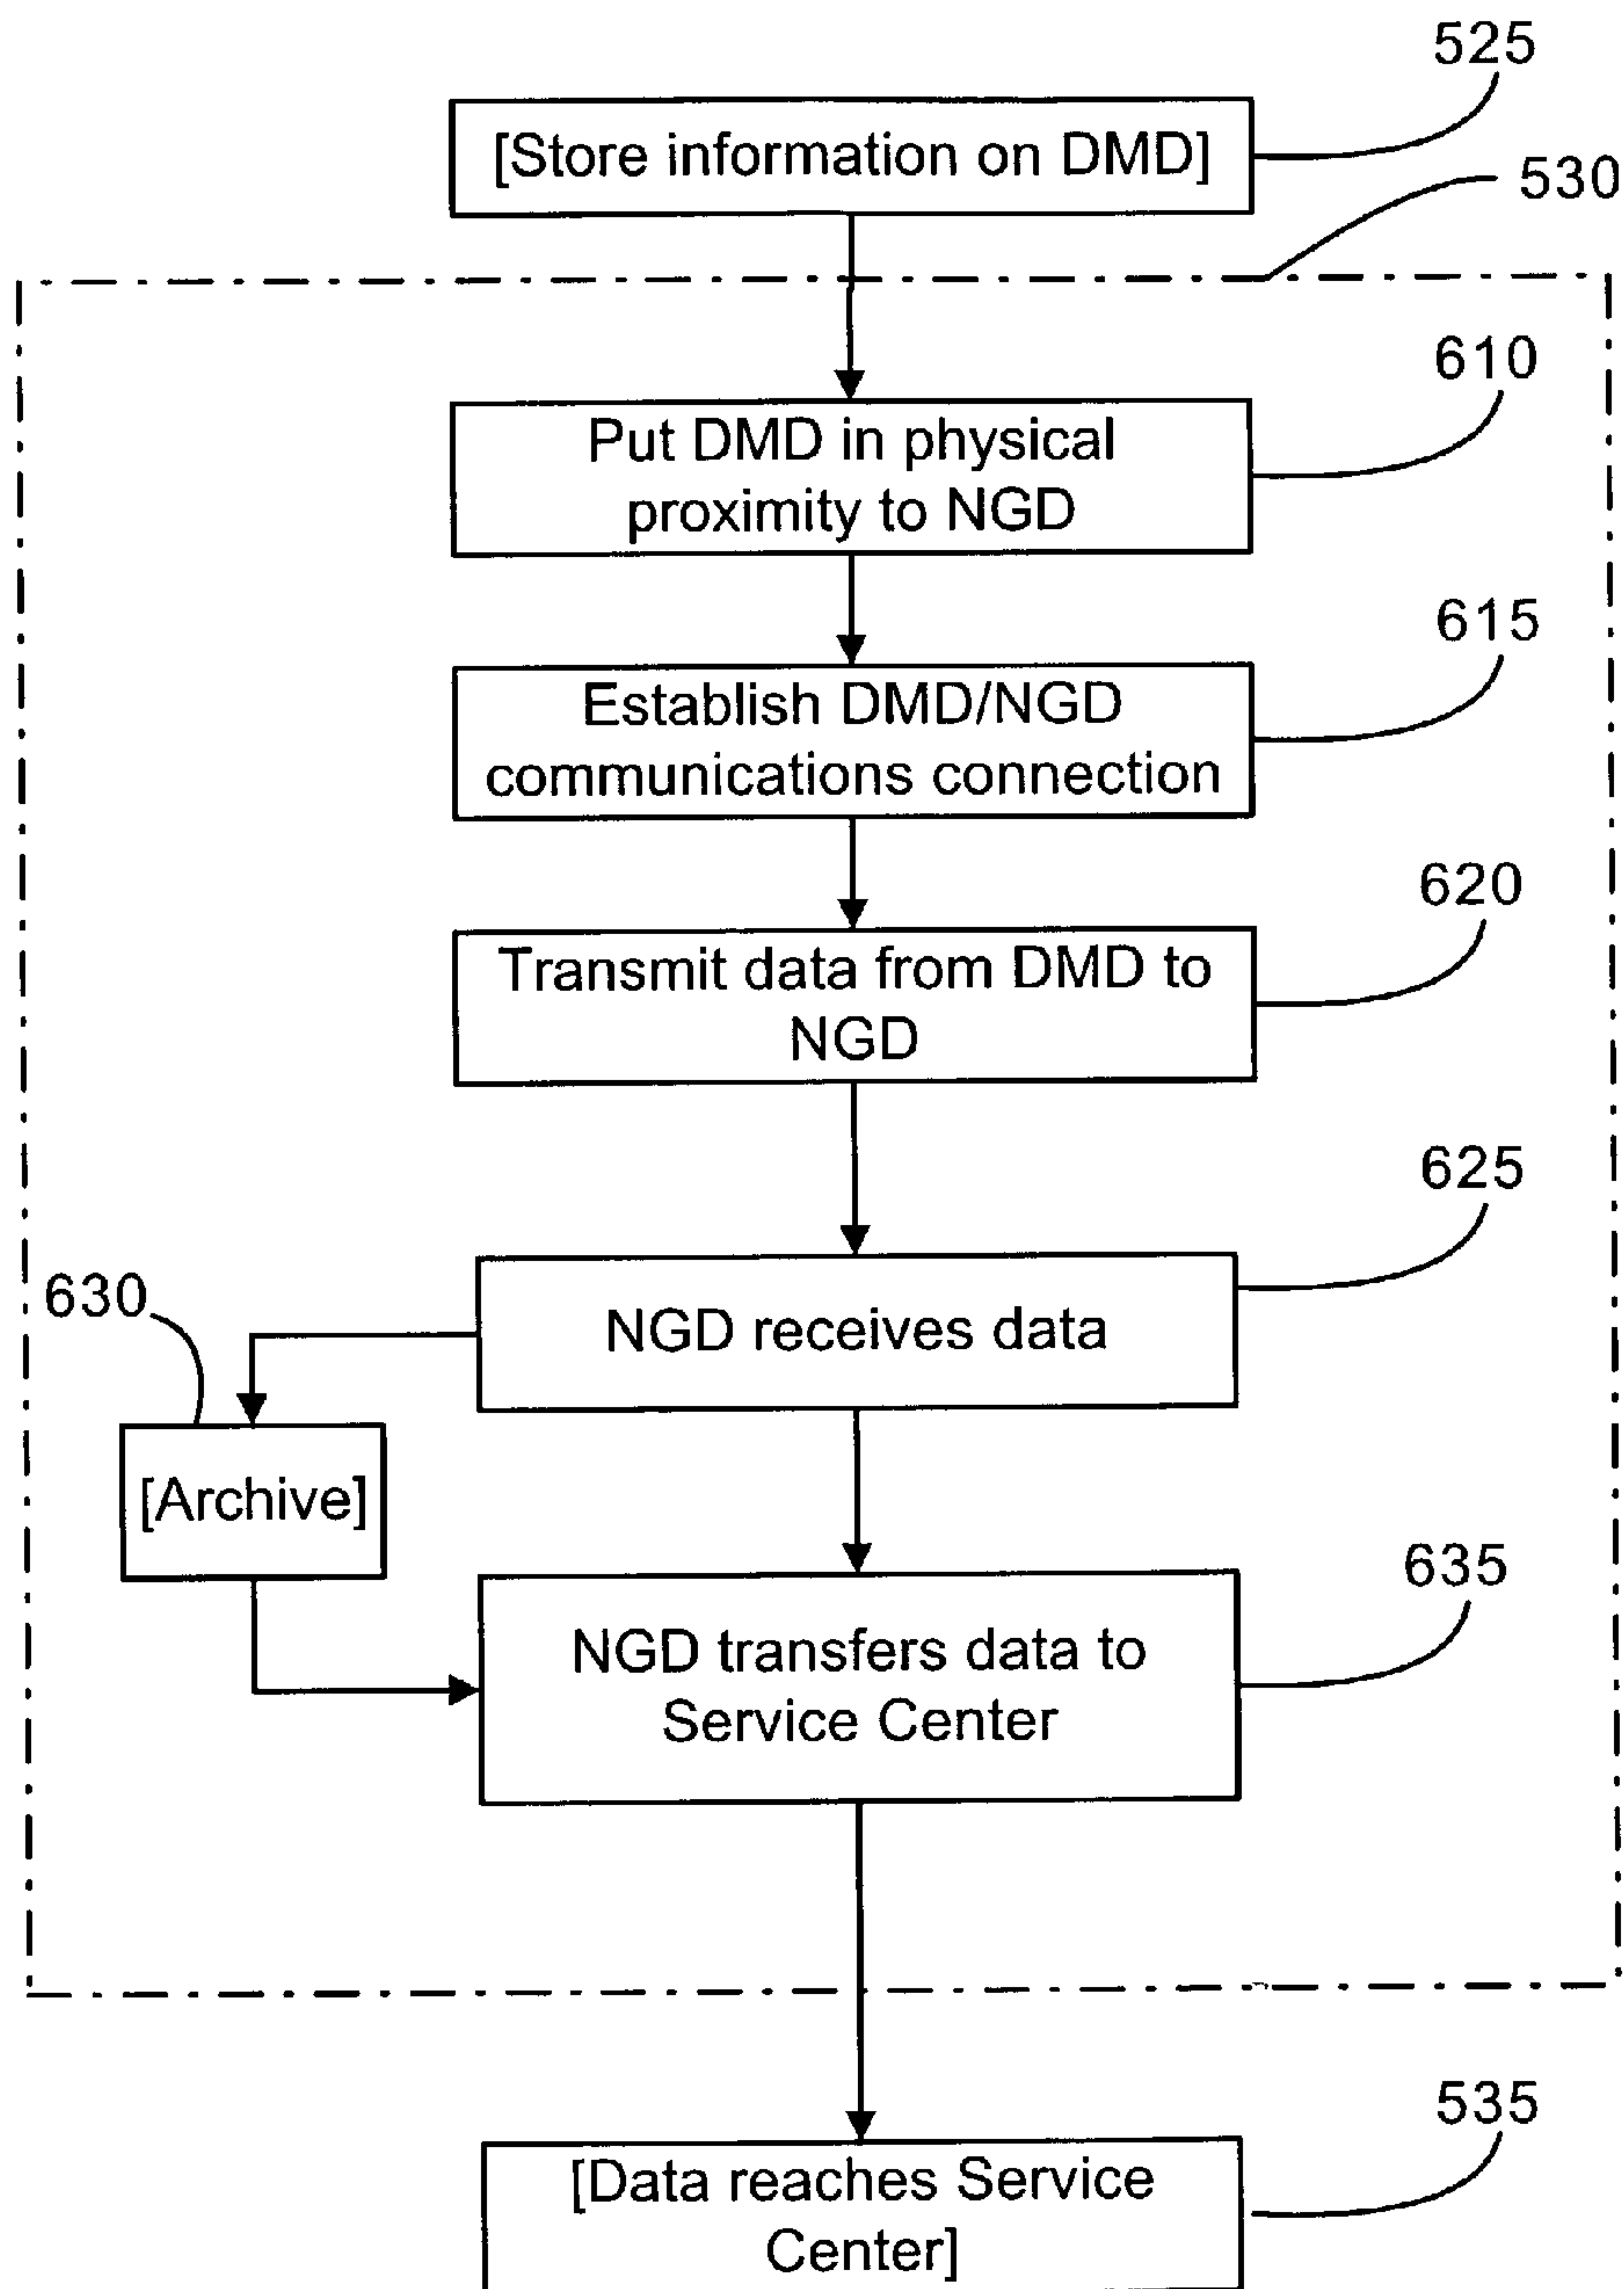 525
[Store information on DMD]
530
610
Put DMD in physical
proximity to NGD
615
Establish DMD/NGD
communications connection
620
Transmit data from DMD to
NGD
625
630
NGD receives data
[Archive]
635
NGD transfers data to
Service Center
535
[Data reaches Service
Center]